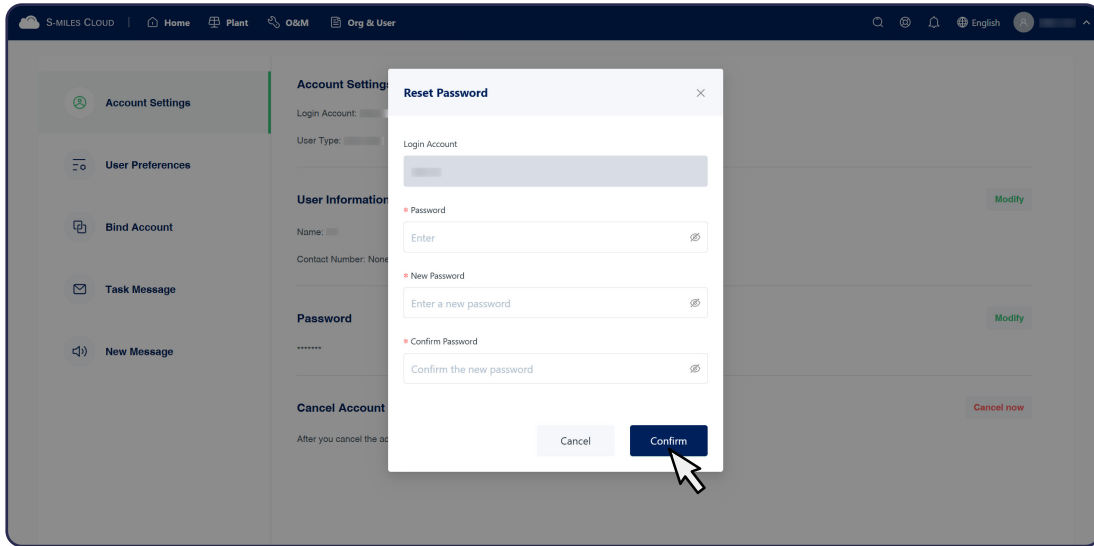 S-MILES CLOUD | Home Plant O&M Org & User English
Account Settings
User Preferences
Bind Account
Task Message
New Message
Account Settings
Login Account:
User Type:
User Information
Modify
Name:
Contact Number: None
Password
Modify
*******
Cancel Account
Cancel now
After you cancel the ac
Reset Password
Login Account
* Password
Enter
* New Password
Enter a new password
* Confirm Password
Confirm the new password
Cancel
Confirm